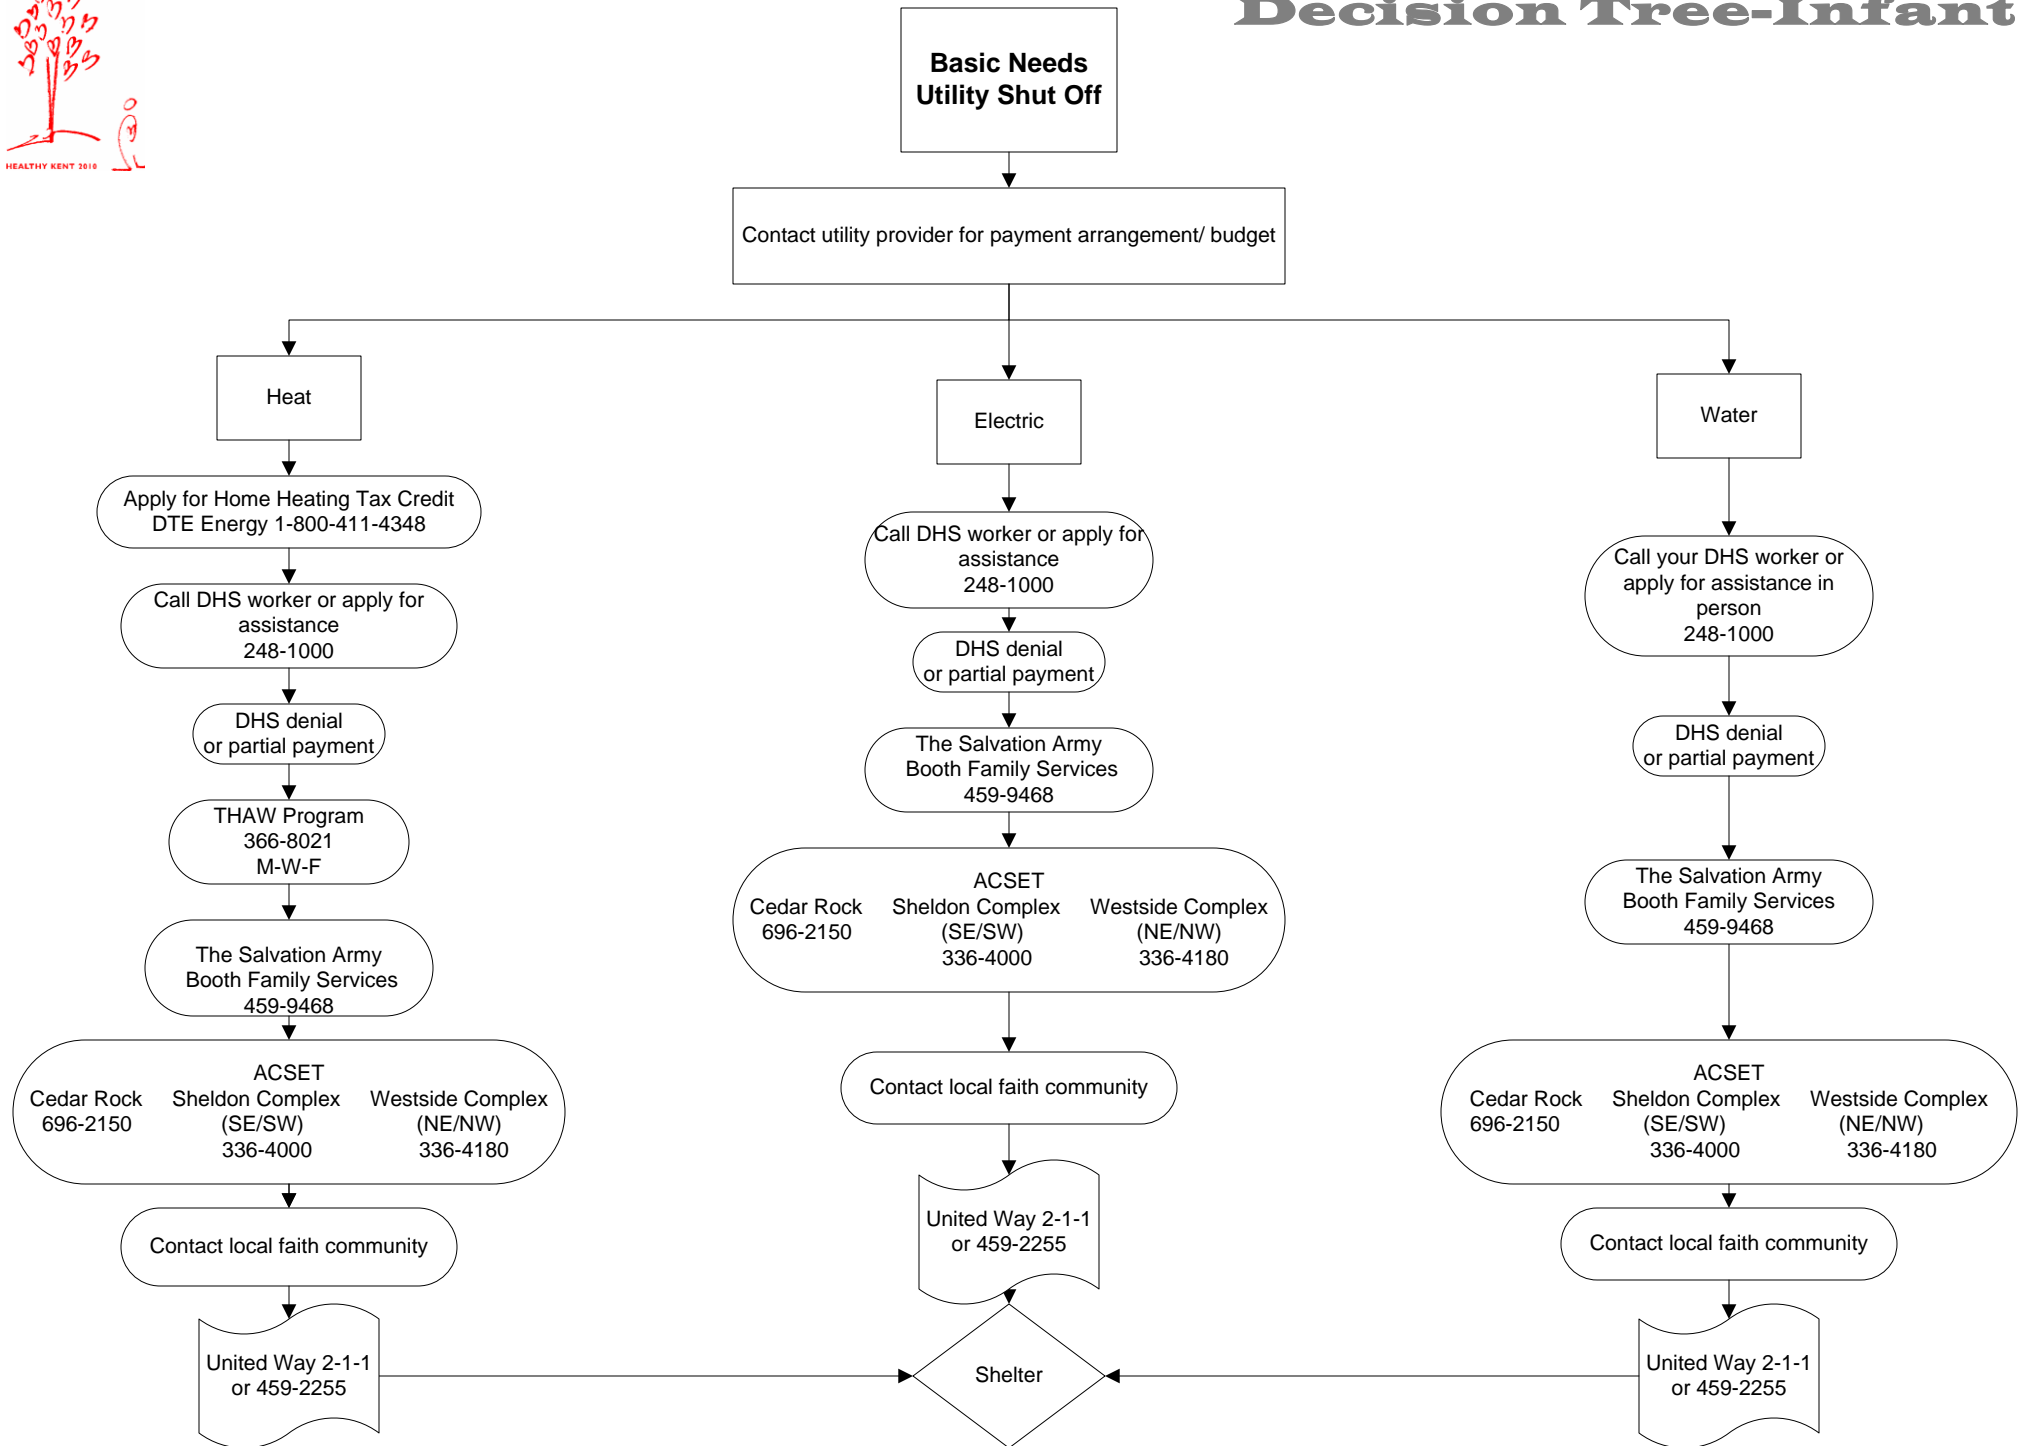 Decision Tree-Infant
HEALTHY KENT 2010
Basic Needs
Utility Shut Off
Contact utility provider for payment arrangement/ budget
Heat
Apply for Home Heating Tax Credit
DTE Energy 1-800-411-4348
Call DHS worker or apply for
assistance
248-1000
DHS denial
or partial payment
THAW Program
366-8021
M-W-F
The Salvation Army
Booth Family Services
459-9468
ACSET
Cedar Rock
696-2150
Sheldon Complex
(SE/SW)
336-4000
Westside Complex
(NE/NW)
336-4180
Contact local faith community
United Way 2-1-1
or 459-2255
Electric
Call DHS worker or apply for
assistance
248-1000
DHS denial
or partial payment
The Salvation Army
Booth Family Services
459-9468
ACSET
Cedar Rock
696-2150
Sheldon Complex
(SE/SW)
336-4000
Westside Complex
(NE/NW)
336-4180
Contact local faith community
United Way 2-1-1
or 459-2255
Shelter
Water
Call your DHS worker or
apply for assistance in
person
248-1000
DHS denial
or partial payment
The Salvation Army
Booth Family Services
459-9468
ACSET
Cedar Rock
696-2150
Sheldon Complex
(SE/SW)
336-4000
Westside Complex
(NE/NW)
336-4180
Contact local faith community
United Way 2-1-1
or 459-2255